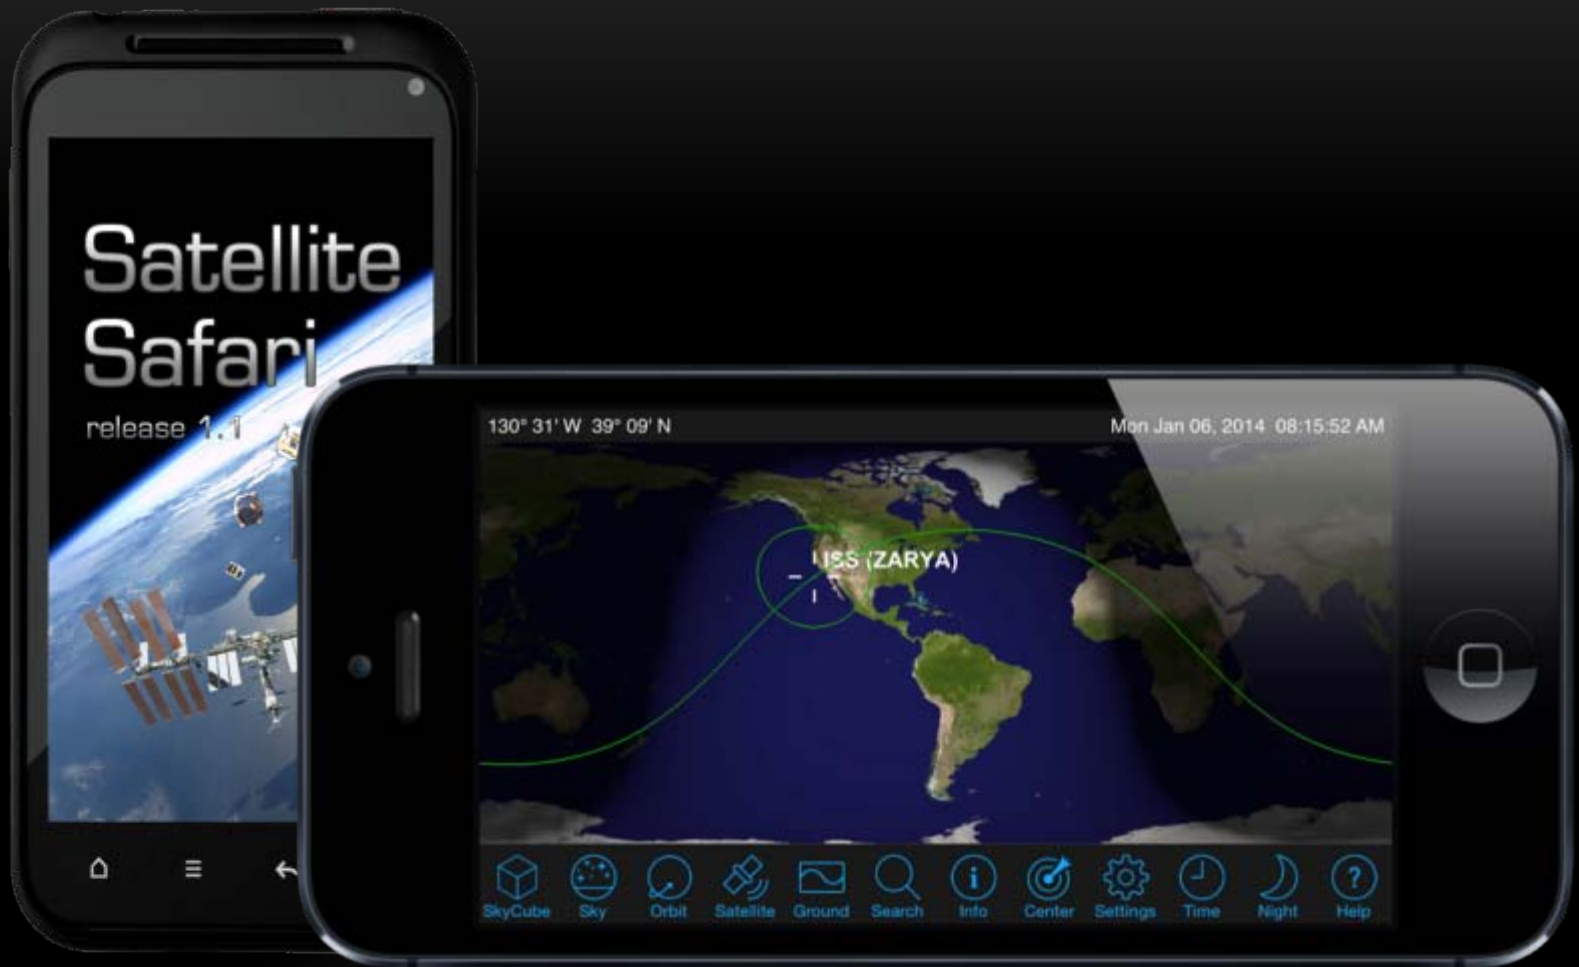 Satellite
Safari
release 1.1
130° 31' W 39° 09' N
Mon Jan 06, 2014 08:15:52 AM
ISS (ZARYA)
SkyCube
Sky
Orbit
Satellite
Ground
Search
Info
Center
Settings
Time
Night
Help